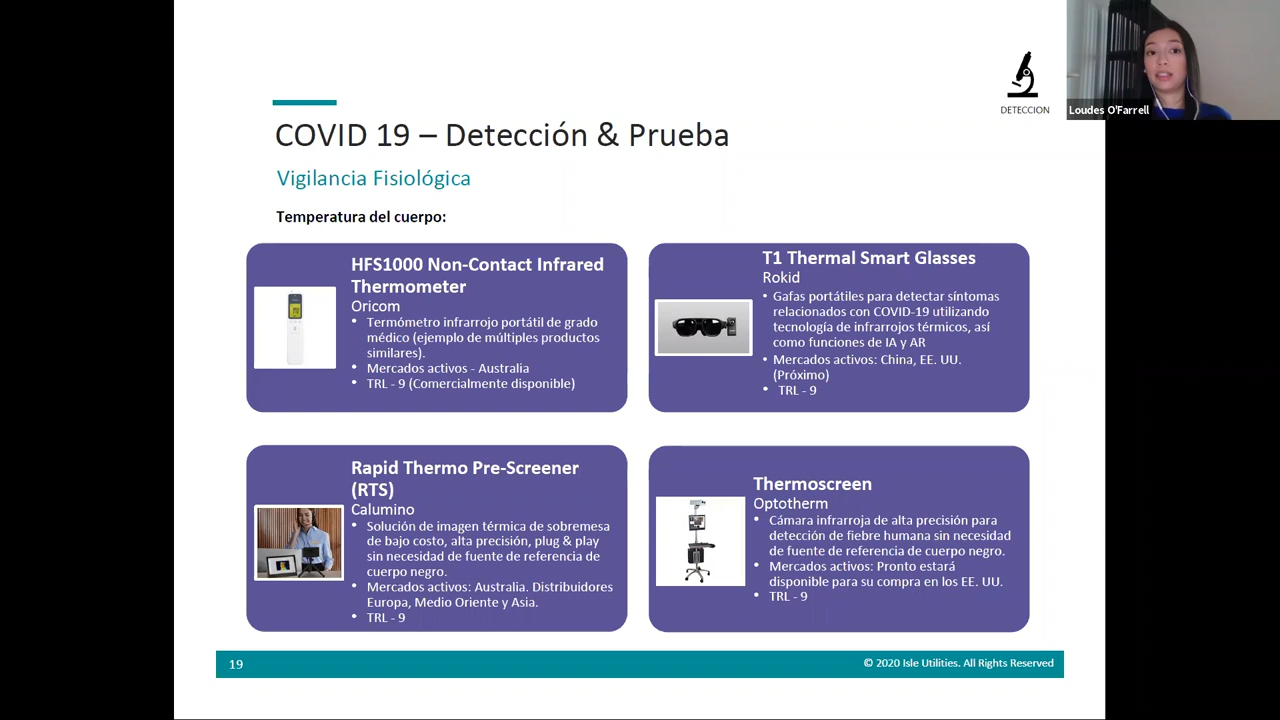 DETECCION
Loudes O'Farrell
COVID 19 – Detección & Prueba
Vigilancia Fisiológica
Temperatura del cuerpo:
HFS1000 Non-Contact Infrared
Thermometer
Oricom
• Termómetro infrarrojo portátil de grado
médico (ejemplo de múltiples productos
similares).
• Mercados activos - Australia
• TRL - 9 (Comercialmente disponible)
T1 Thermal Smart Glasses
Rokid
• Gafas portátiles para detectar síntomas
relacionados con COVID-19 utilizando
tecnología de infrarrojos térmicos, así
como funciones de IA y AR
• Mercados activos: China, EE. UU.
(Próximo)
• TRL - 9
Rapid Thermo Pre-Screener
(RTS)
Calumino
• Solución de imagen térmica de sobremesa
de bajo costo, alta precisión, plug & play
sin necesidad de fuente de referencia de
cuerpo negro.
• Mercados activos: Australia. Distribuidores
Europa, Medio Oriente y Asia.
• TRL - 9
Thermoscreen
Optotherm
• Cámara infrarroja de alta precisión para
detección de fiebre humana sin necesidad
de fuente de referencia de cuerpo negro.
• Mercados activos: Pronto estará
disponible para su compra en los EE. UU.
• TRL - 9
19
© 2020 Isle Utilities. All Rights Reserved